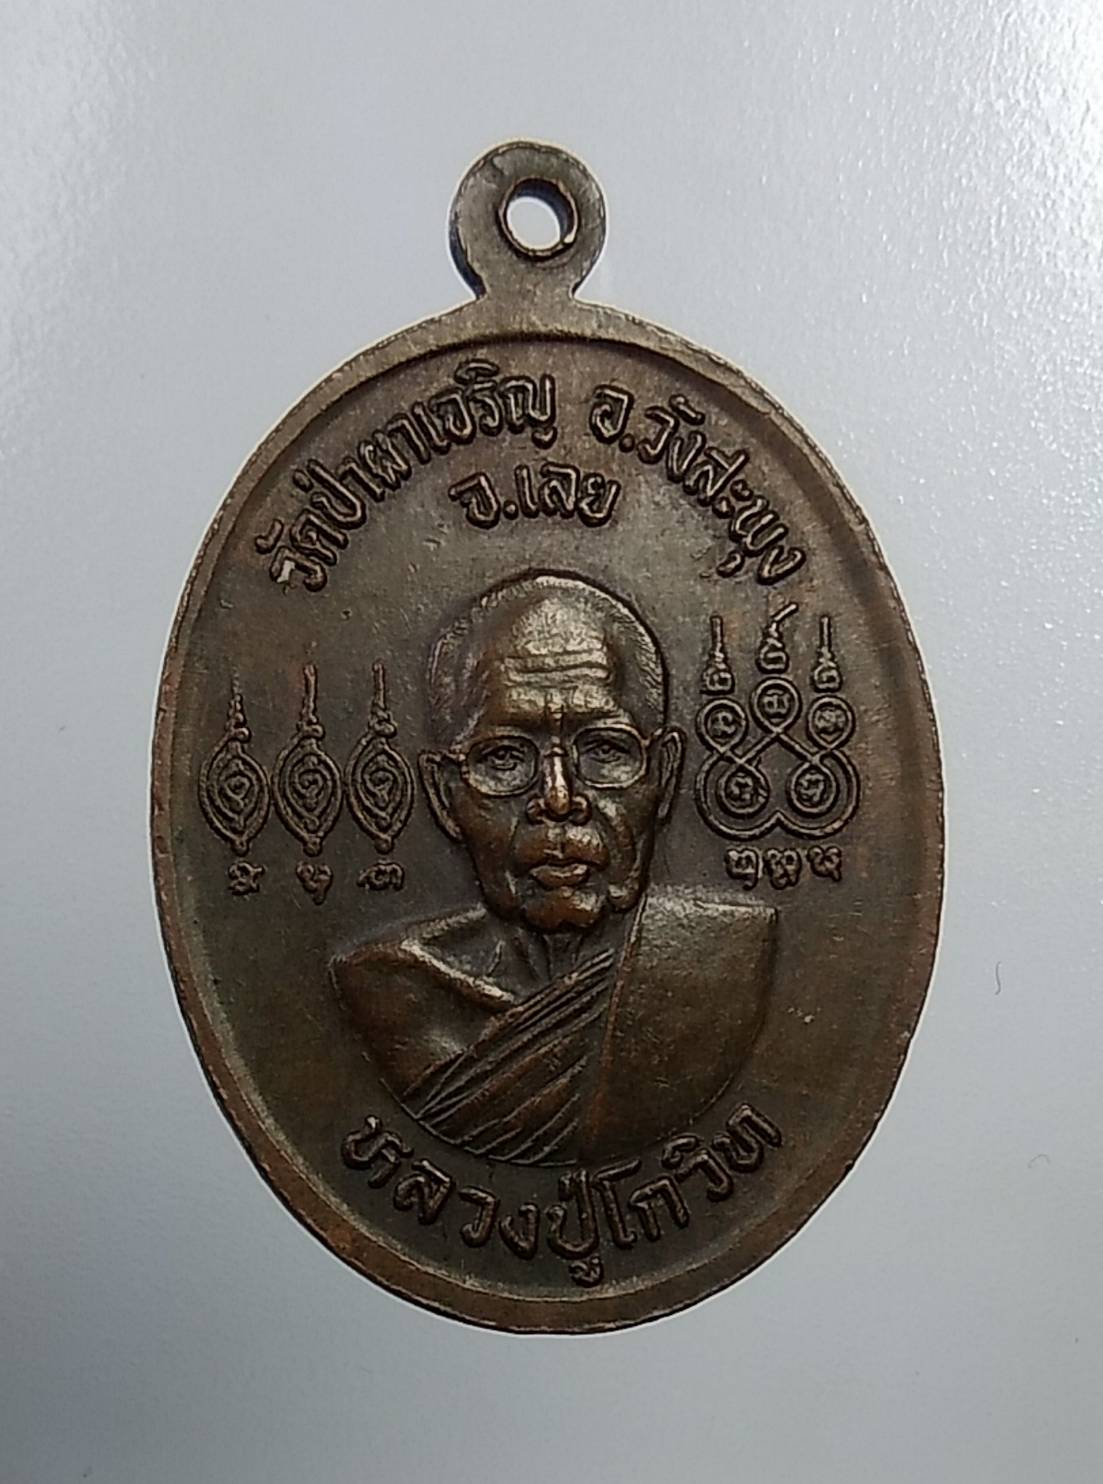 วัดป่าผาเจริญ อ.วังสะพุง
จ.เลย
หลวงปู่โกวิท